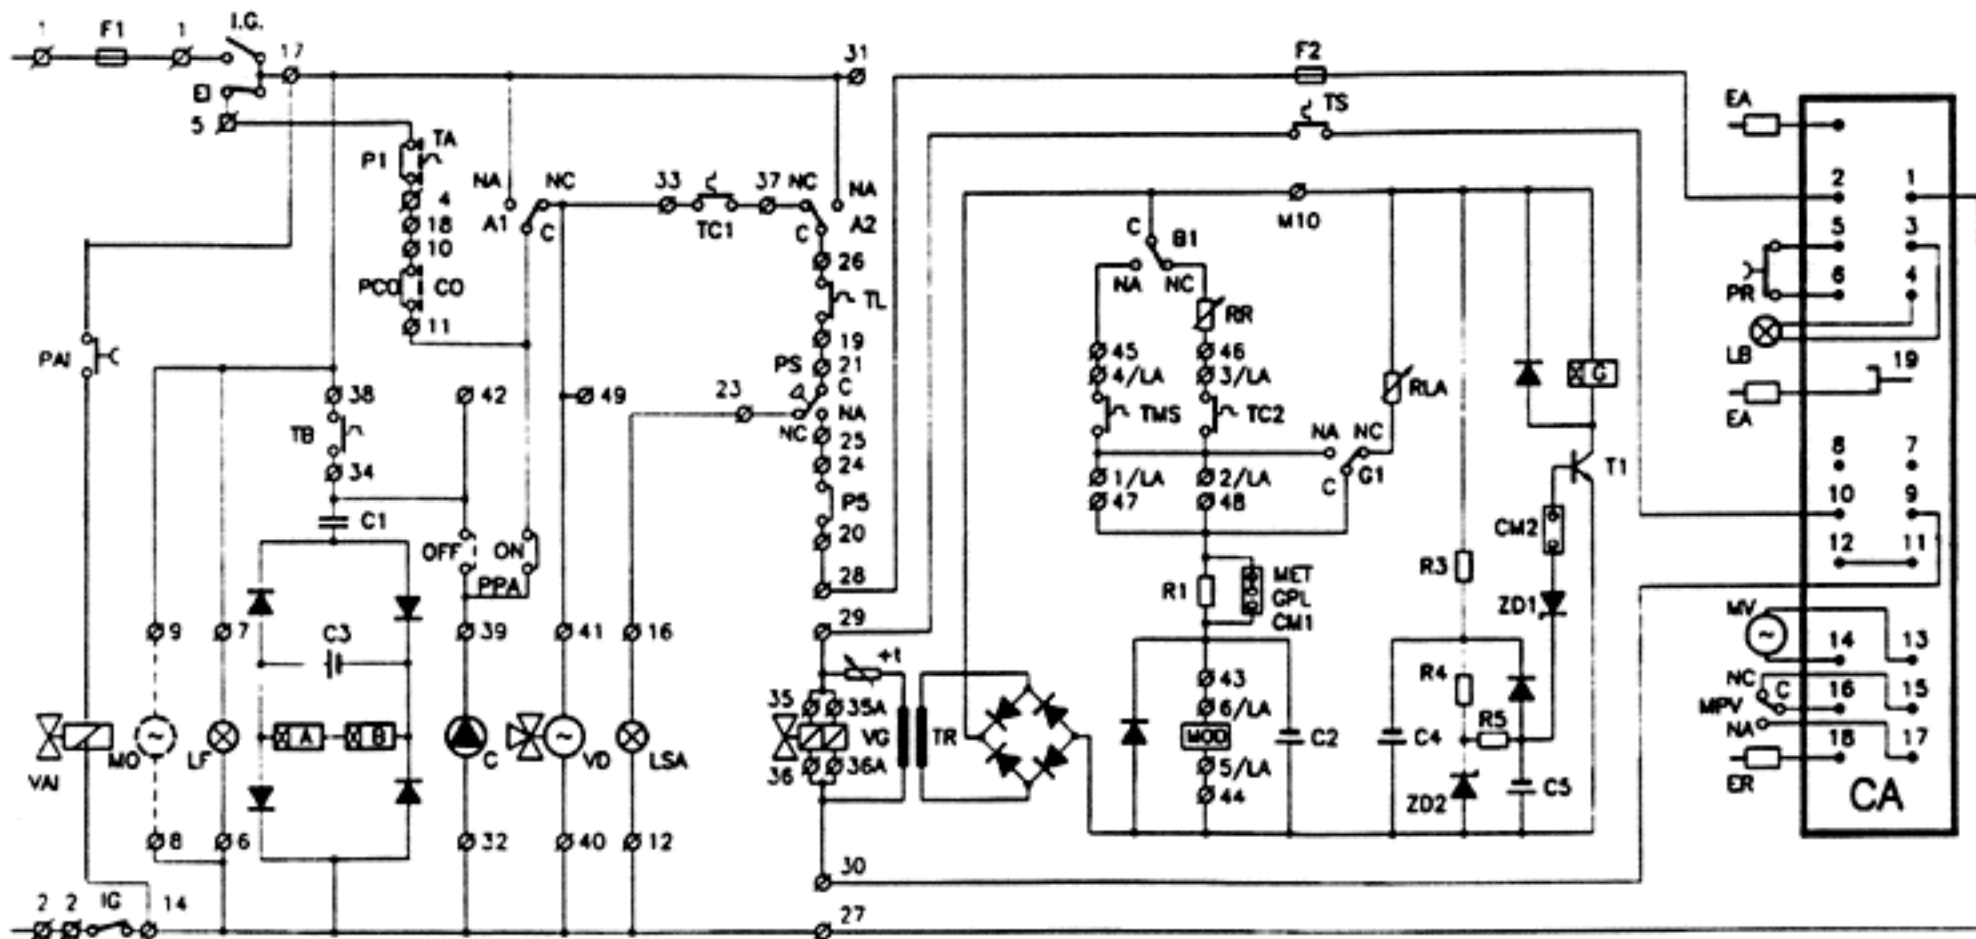 1 F1 1 I.G. 17 31 F2
EI TS EA
5 TA
P1
NA NC 33 37 NC NA 2 1
4 M10
18 A1 C TC1 C A2 C B1 5 3
10 26 NA NC
PCO CO TL RR PR 6 4
11
19 45 46 LB
PAI PS 21 4/LA 3/LA RLA G 19
38 42 49 23 C
NA EA
TB NC TMS TC2 NA NC
25
34 24 1/LA 2/LA C G1 T1 8 7
C1 P5 47 48 10 9
OFF ON 20 CM2 12 11
PPA 28 R1 MET R3
GPL ZD1
CM1 MV
9 7 C3 39 41 16 29 14 13
+t 43 R4 NC
35 35A 6/LA C 16 15
MPV
VAI MO LF A B C VD LSA VG TR MOD C2 C4 R5 NA
36 36A 5/LA 18 17
44 ZD2 C5 ER CA
8 6 32 40 12
30
2 2 IG 14 27